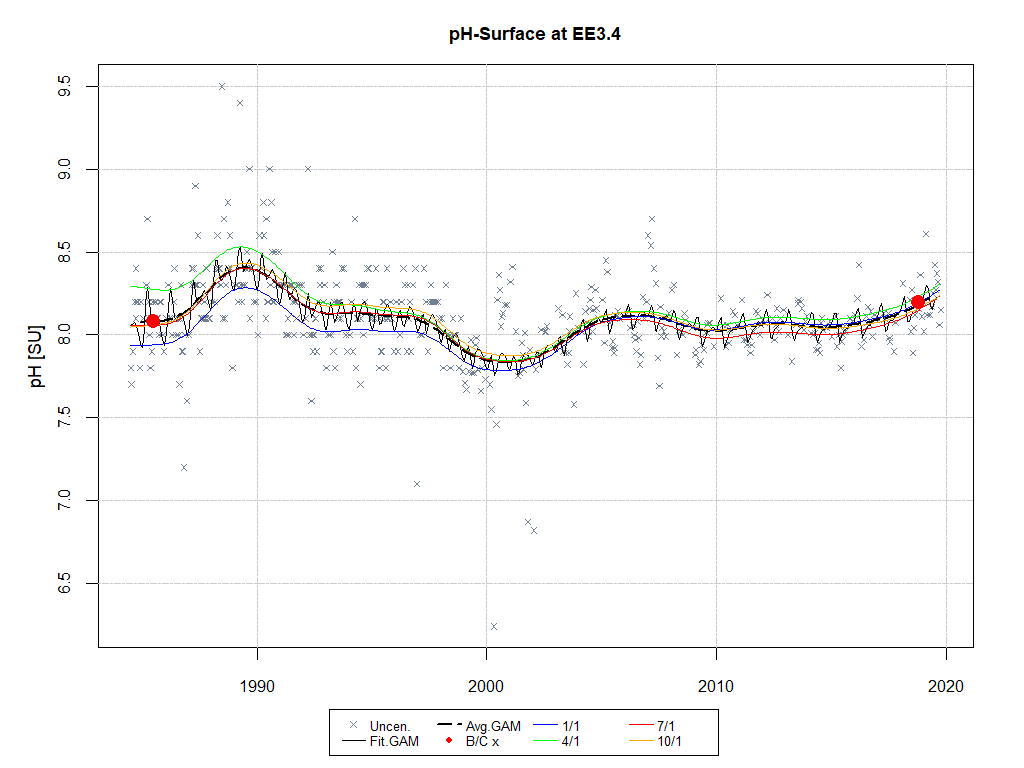 pH-Surface at EE3.4
pH [SU]
9.5
9.0
8.5
8.0
7.5
7.0
6.5
1990 2000 2010 2020
Uncen. Avg.GAM 1/1 7/1
Fit.GAM B/C x 4/1 10/1